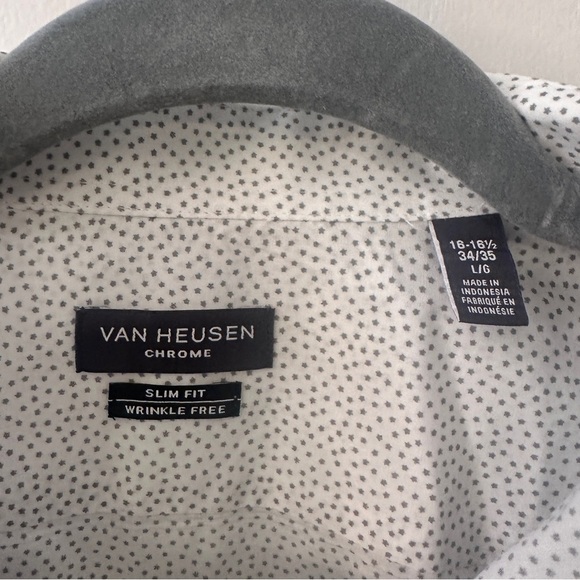 16-16½
34/35
L/G
MADE IN
INDONESIA
FABRIQUÉ EN
INDONÉSIE
VAN HEUSEN
CHROME
SLIM FIT
WRINKLE FREE